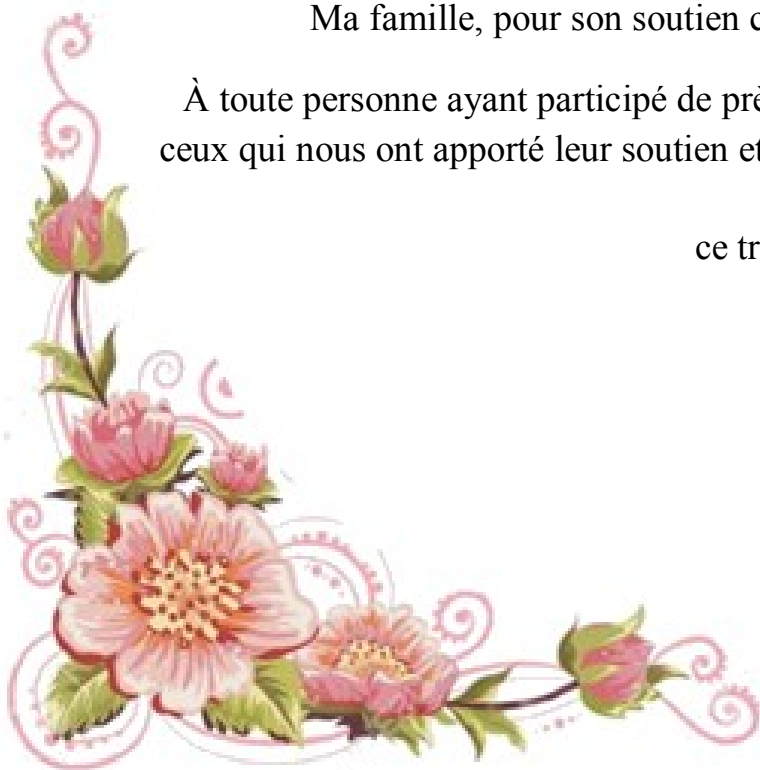 Ma famille, pour son soutien
À toute personne ayant participé de
ceux qui nous ont apporté leur soutien et
ce